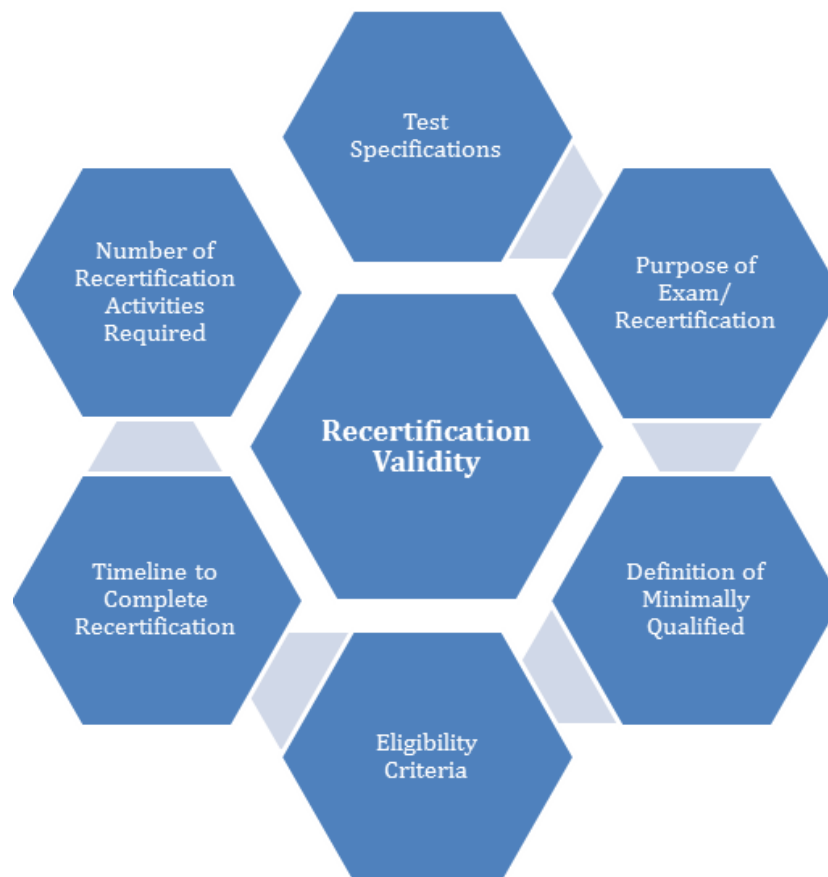 Test
Specifications
Purpose of
Exam/
Recertification
Definition of
Minimally
Qualified
Eligibility
Criteria
Timeline to
Complete
Recertification
Number of
Recertification
Activities
Required
Recertification
Validity